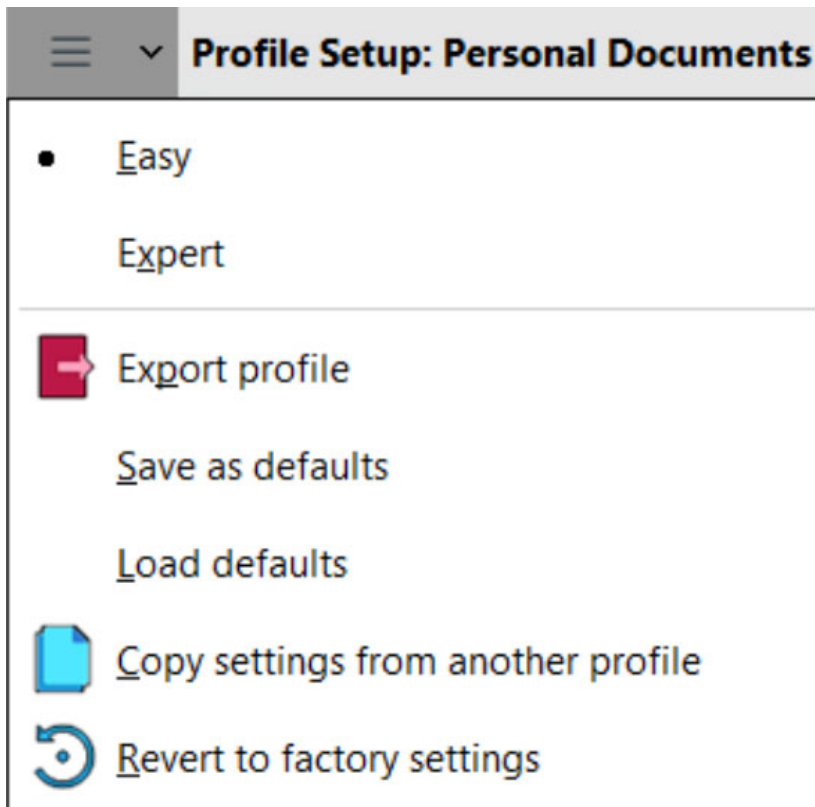 Profile Setup: Personal Documents
Easy
Expert
Export profile
Save as defaults
Load defaults
Copy settings from another profile
Revert to factory settings